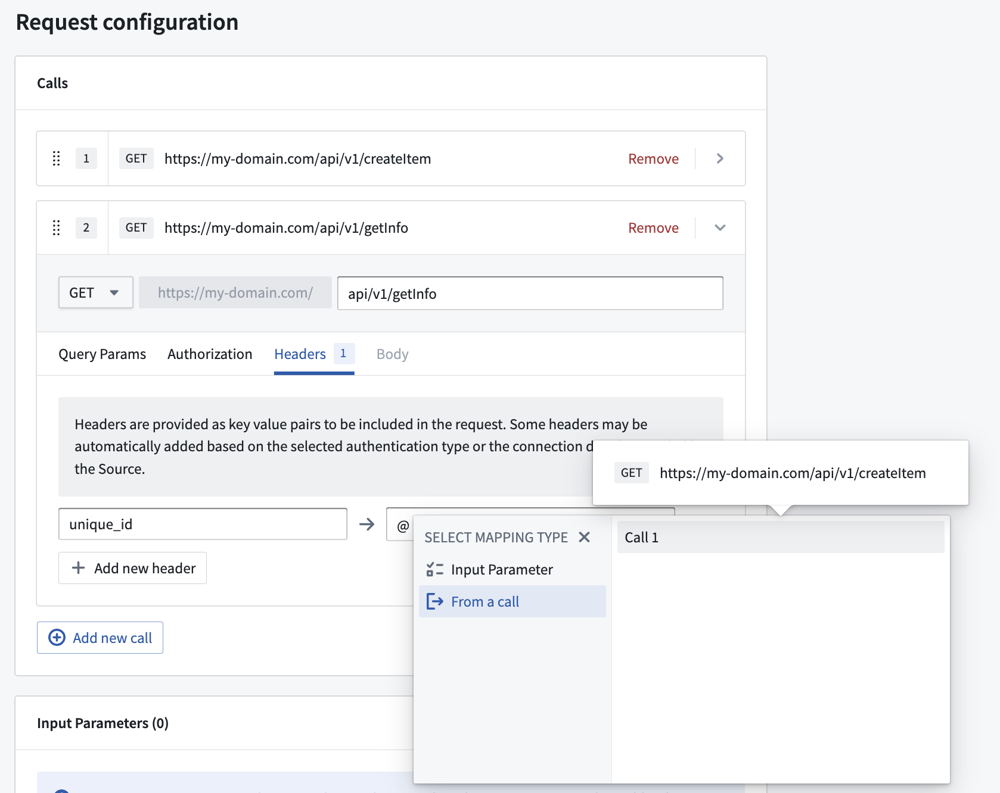 Request configuration
Calls
1 GET https://my-domain.com/api/v1/createItem Remove
2 GET https://my-domain.com/api/v1/getInfo Remove
GET https://my-domain.com/ api/v1/getInfo
Query Params Authorization Headers 1 Body
Headers are provided as key value pairs to be included in the request. Some headers may be
automatically added based on the selected authentication type or the connection
the Source.
GET https://my-domain.com/api/v1/createItem
unique_id → @
SELECT MAPPING TYPE
Call 1
Input Parameter
From a call
Add new header
Add new call
Input Parameters (0)